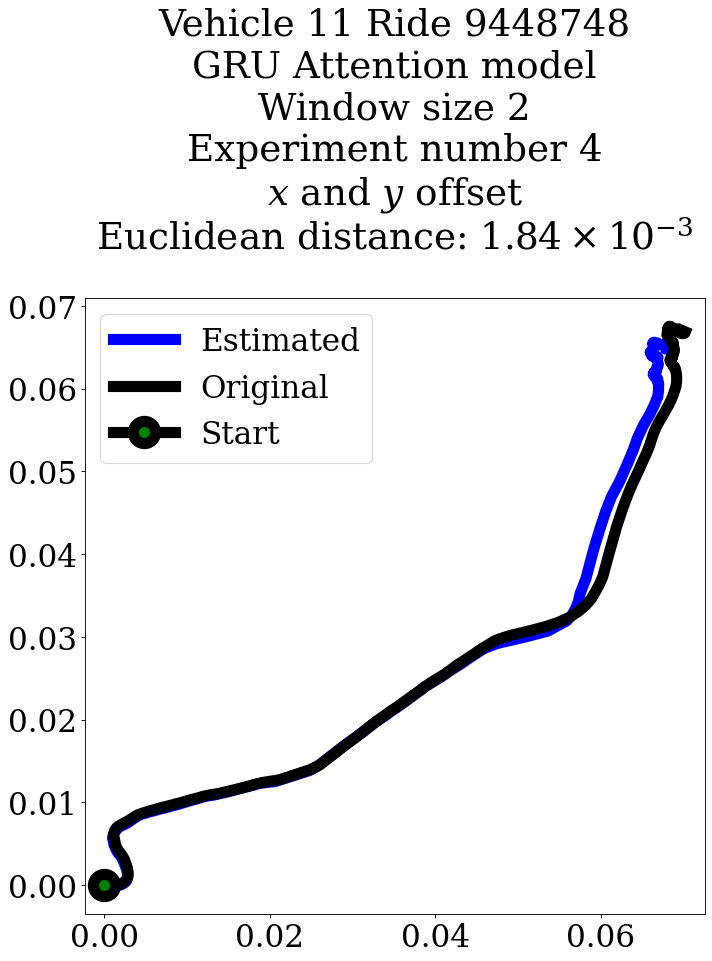 Vehicle 11 Ride 9448748
GRU Attention model
Window size 2
Experiment number 4
x and y offset
Euclidean distance: 1.84 × 10⁻³
0.07
0.06
0.05
0.04
0.03
0.02
0.01
0.00
Estimated
Original
Start
0.00 0.02 0.04 0.06